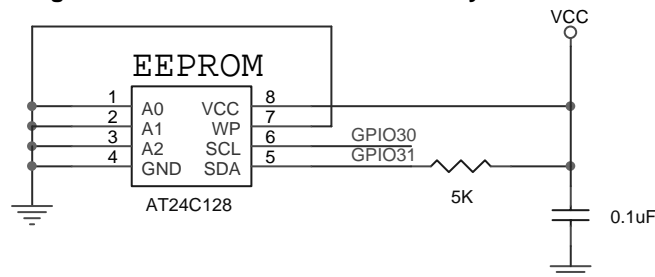 VCC
EEPROM
1 A0 VCC 8
2 A1 WP 7
3 A2 SCL 6 GPIO30
4 GND SDA 5 GPIO31
AT24C128
5K
0.1uF